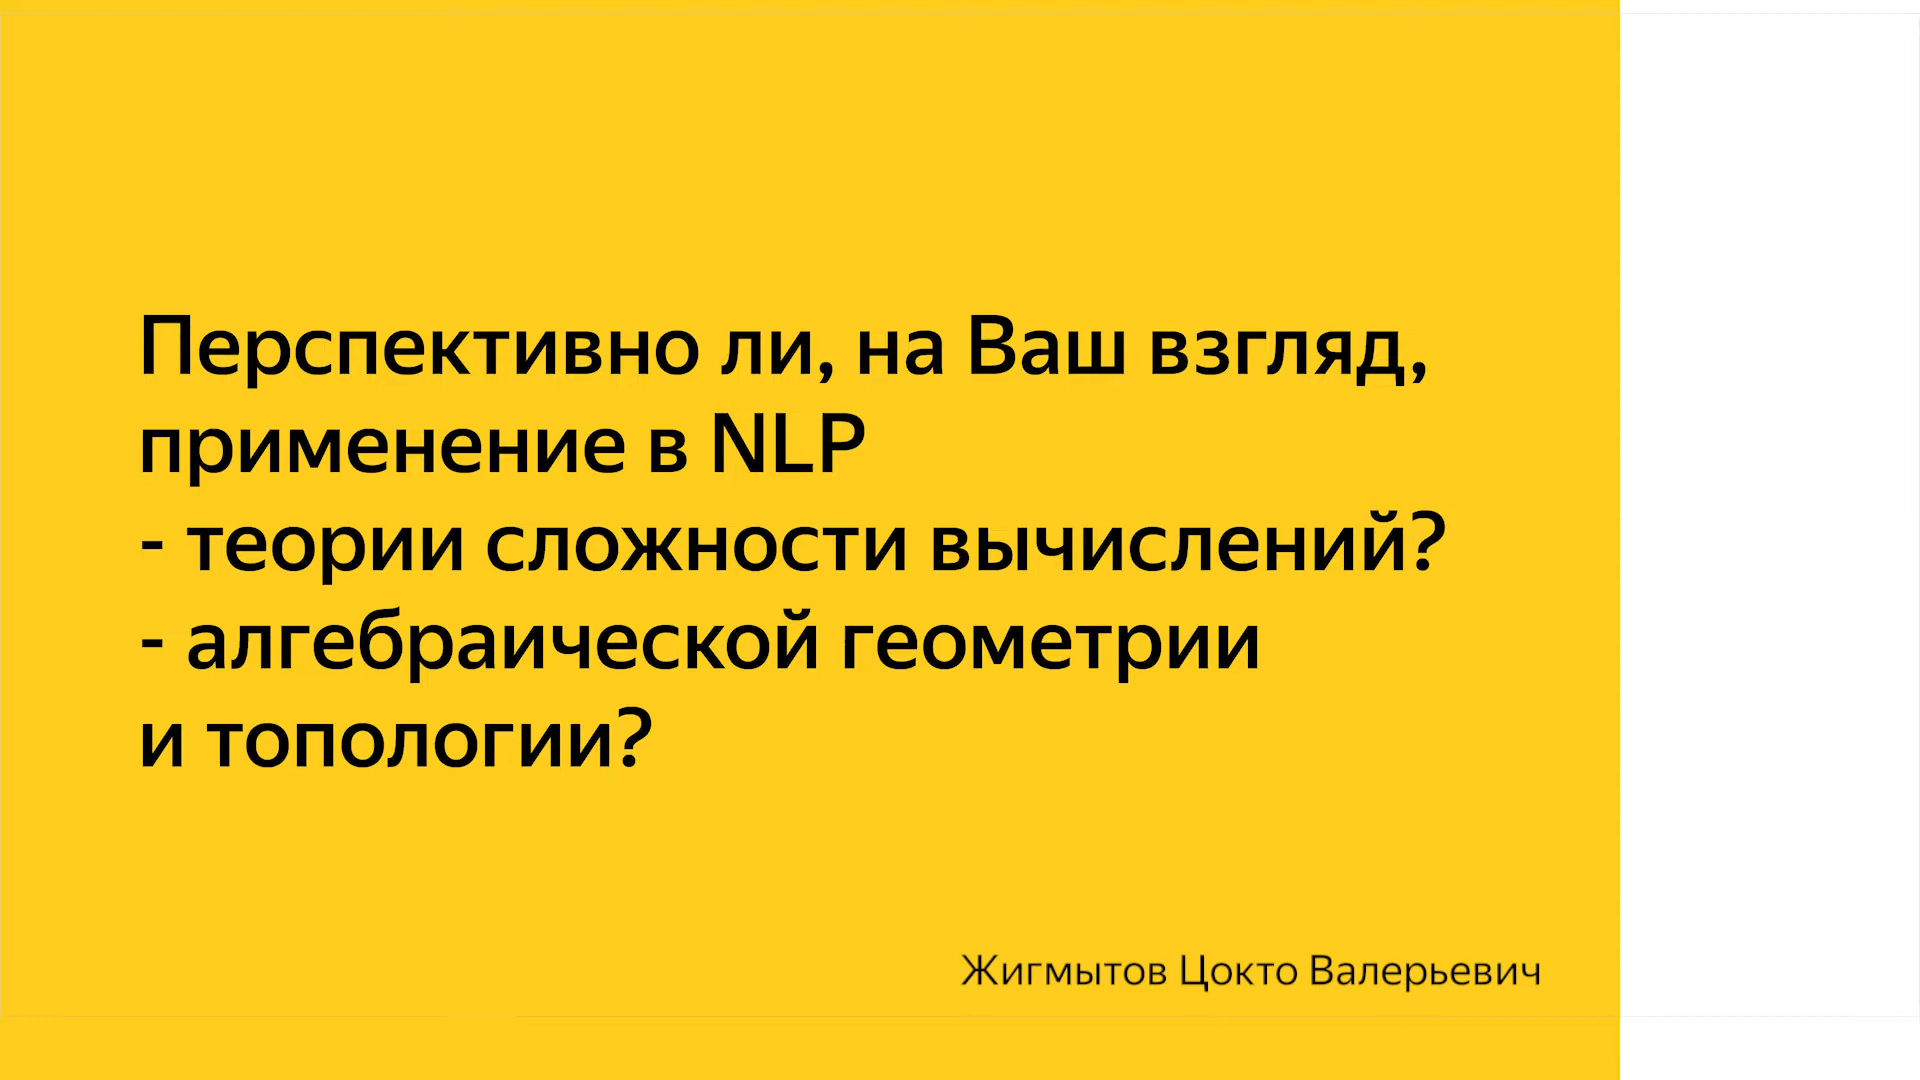 Перспективно ли, на Ваш взгляд,
применение в NLP
- теории сложности вычислений?
- алгебраической геометрии
и топологии?
Жигмытов Цокто Валерьевич